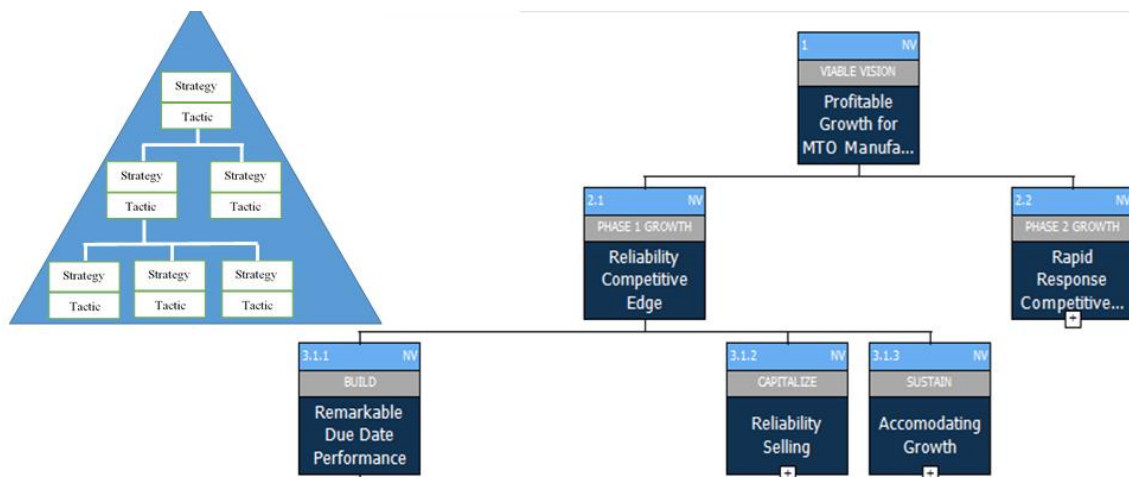 Strategy
Tactic
Strategy
Tactic
Strategy
Tactic
Strategy
Tactic
Strategy
Tactic
Strategy
Tactic
1 NV
VIABLE VISION
Profitable
Growth for
MTO Manufa...
2.1 NV
PHASE 1 GROWTH
Reliability
Competitive
Edge
2.2 NV
PHASE 2 GROWTH
Rapid
Response
Competitive...
+
3.1.1 NV
BUILD
Remarkable
Due Date
Performance
3.1.2 NV
CAPITALIZE
Reliability
Selling
+
3.1.3 NV
SUSTAIN
Accomodating
Growth
+